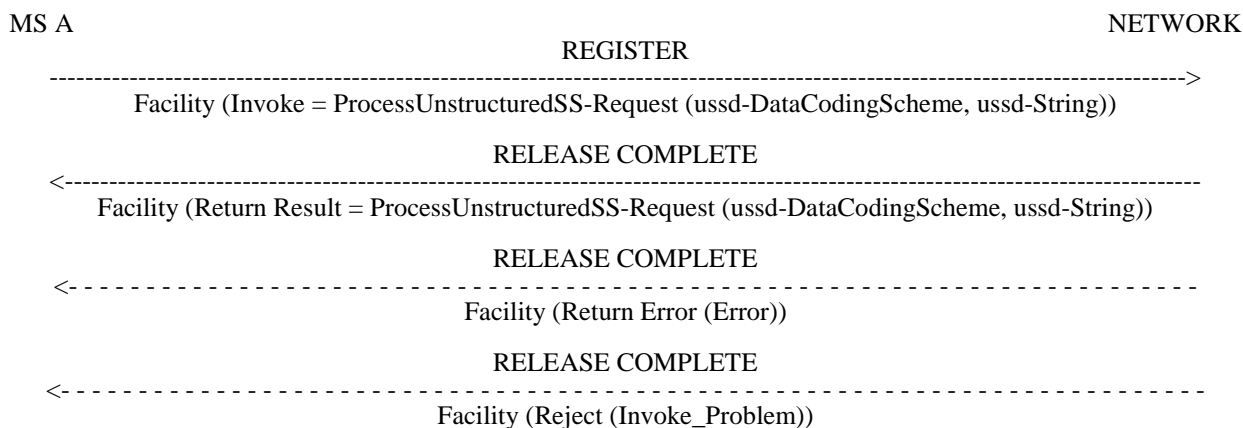 MS A NETWORK
REGISTER
Facility (Invoke = ProcessUnstructuredSS-Request (ussd-DataCodingScheme, ussd-String))
RELEASE COMPLETE
Facility (Return Result = ProcessUnstructuredSS-Request (ussd-DataCodingScheme, ussd-String))
RELEASE COMPLETE
Facility (Return Error (Error))
RELEASE COMPLETE
Facility (Reject (Invoke_Problem))